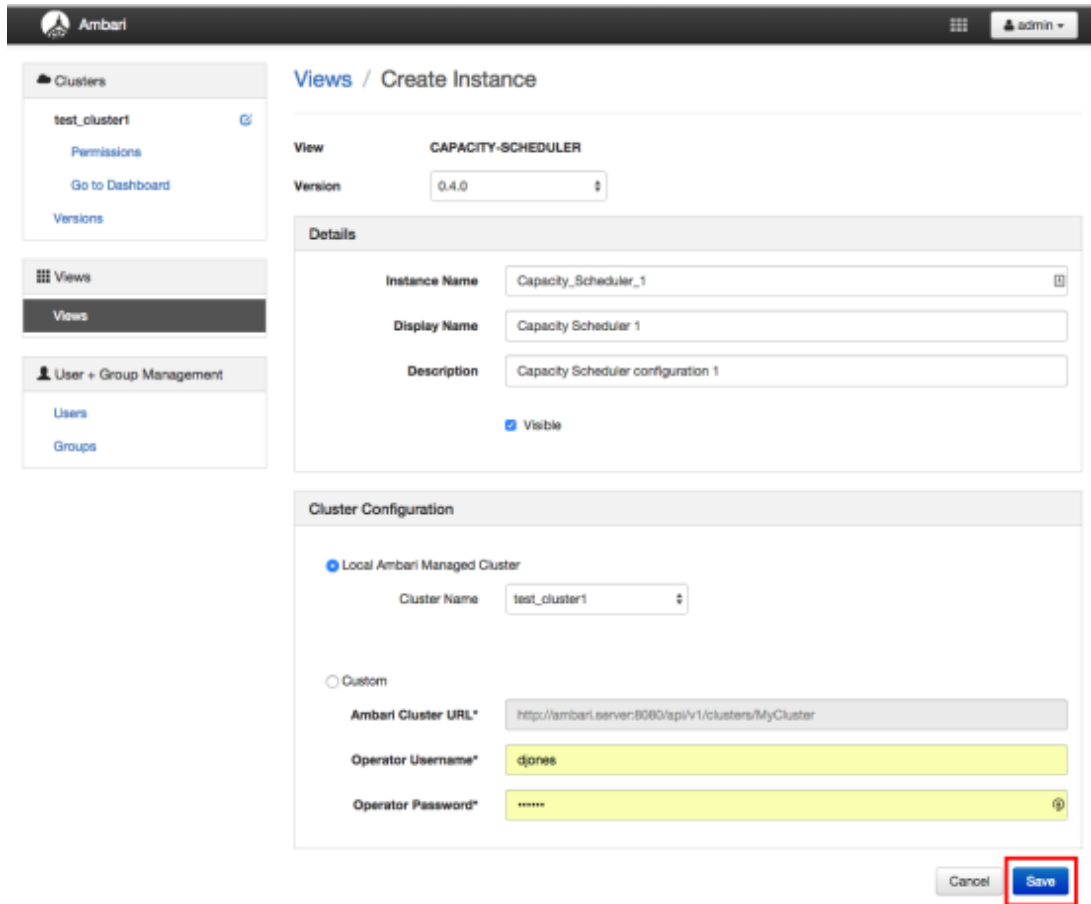 Ambari
admin
Clusters
test_cluster1
Permissions
Go to Dashboard
Versions
Views
Views
User + Group Management
Users
Groups
Views / Create Instance
View CAPACITY-SCHEDULER
Version 0.4.0
Details
Instance Name Capacity_Scheduler_1
Display Name Capacity Scheduler 1
Description Capacity Scheduler configuration 1
Visible
Cluster Configuration
Local Ambari Managed Cluster
Cluster Name test_cluster1
Custom
Ambari Cluster URL* http://ambari.server:8080/api/v1/clusters/MyCluster
Operator Username* djones
Operator Password* ••••••
Cancel Save